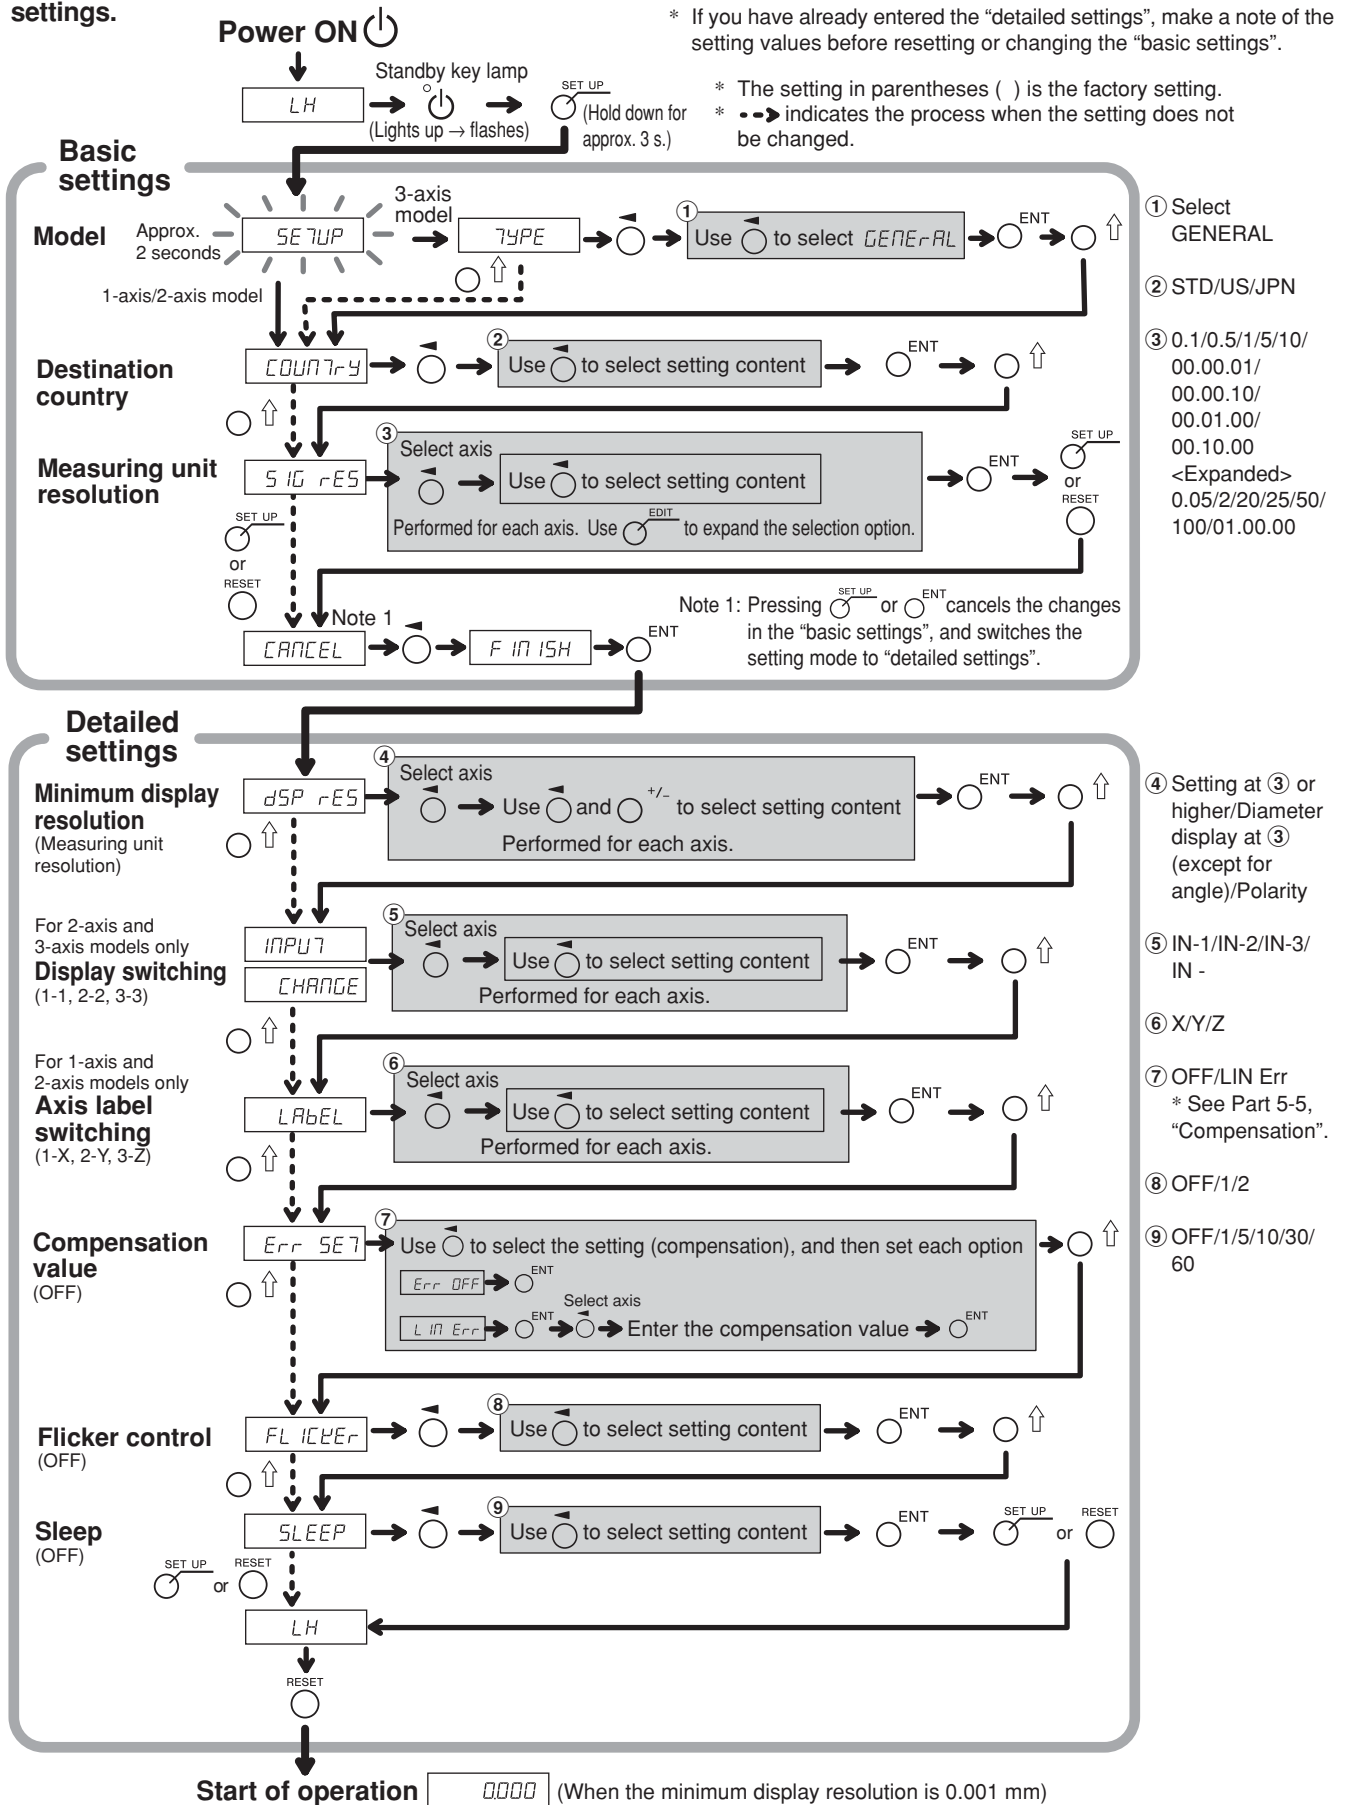 settings.
* If you have already entered the “detailed settings”, make a note of the
setting values before resetting or changing the “basic settings”.
Power ON
* The setting in parentheses ( ) is the factory setting.
* indicates the process when the setting does not
be changed.
LH
Standby key lamp
(Lights up → flashes)
SET UP
(Hold down for
approx. 3 s.)
Basic
settings
Model
Approx.
2 seconds
SETUP
3-axis
model
TYPE
①
Use to select GENErAL
ENT
⇧
1-axis/2-axis model
⇧
① Select
GENERAL
② STD/US/JPN
③ 0.1/0.5/1/5/10/
00.00.01/
00.00.10/
00.01.00/
00.10.00
<Expanded>
0.05/2/20/25/50/
100/01.00.00
Destination
country
COUNTrY
②
Use to select setting content
ENT
⇧
⇧
Measuring unit
resolution
SIG rES
③
Select axis
Use to select setting content
Performed for each axis. Use EDIT to expand the selection option.
ENT
SET UP
or
RESET
SET UP
or
RESET
Note 1
CANCEL
FINISH
ENT
Note 1: Pressing SET UP or ENT cancels the changes
in the “basic settings”, and switches the
setting mode to “detailed settings”.
Detailed
settings
Minimum display
resolution
(Measuring unit
resolution)
dSP rES
④
Select axis
Use and +/- to select setting content
Performed for each axis.
ENT
⇧
⇧
④ Setting at ③ or
higher/Diameter
display at ③
(except for
angle)/Polarity
For 2-axis and
3-axis models only
Display switching
(1-1, 2-2, 3-3)
INPUT
CHANGE
⑤
Select axis
Use to select setting content
Performed for each axis.
ENT
⇧
⇧
⑤ IN-1/IN-2/IN-3/
IN -
For 1-axis and
2-axis models only
Axis label
switching
(1-X, 2-Y, 3-Z)
LAbEL
⑥
Select axis
Use to select setting content
Performed for each axis.
ENT
⇧
⇧
⑥ X/Y/Z
⑦ OFF/LIN Err
* See Part 5-5,
“Compensation”.
⑧ OFF/1/2
⑨ OFF/1/5/10/30/
60
Compensation
value
(OFF)
Err SET
⑦
Use to select the setting (compensation), and then set each option
Err OFF ENT
Select axis
LIN Err ENT Enter the compensation value ENT
⇧
⇧
Flicker control
(OFF)
FLICKEr
⑧
Use to select setting content
ENT
⇧
⇧
Sleep
(OFF)
SLEEP
⑨
Use to select setting content
ENT
SET UP or RESET
SET UP or RESET
LH
RESET
Start of operation 0.000 (When the minimum display resolution is 0.001 mm)